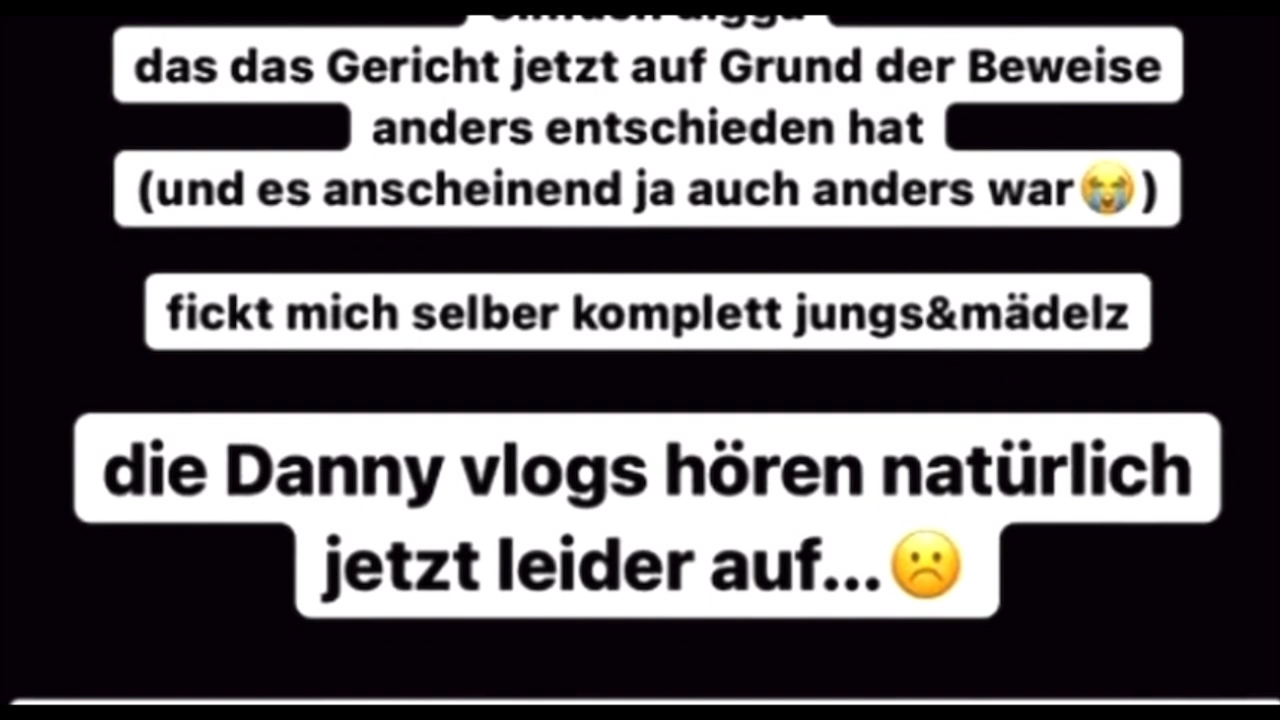 das das Gericht jetzt auf Grund der Beweise
anders entschieden hat
(und es anscheinend ja auch anders war😭)
fickt mich selber komplett jungs&mädelz
die Danny vlogs hören natürlich
jetzt leider auf...☹️